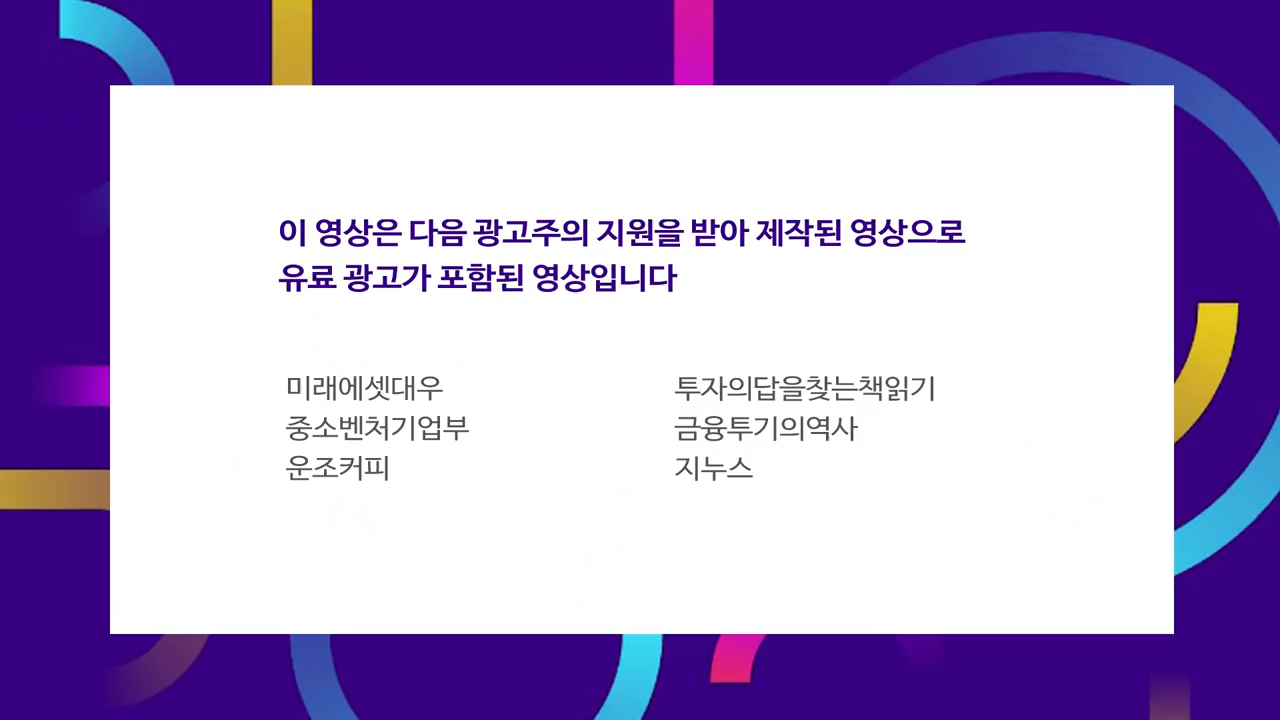 이 영상은 다음 광고주의 지원을 받아 제작된 영상으로
유료 광고가 포함된 영상입니다
미래에셋대우
중소벤처기업부
운조커피
투자의답을찾는책읽기
금융투기의역사
지누스